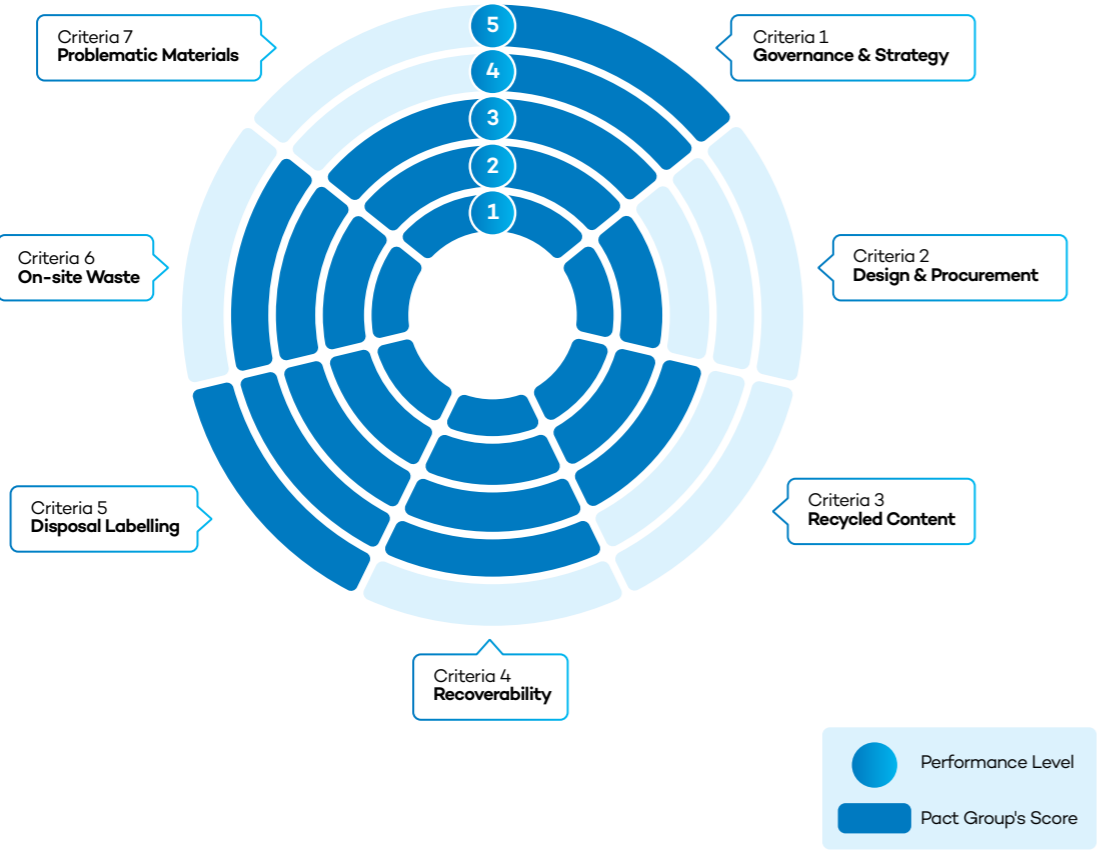 Criteria 7
Problematic Materials
5
4
3
2
1
Criteria 1
Governance & Strategy
Criteria 6
On-site Waste
Criteria 2
Design & Procurement
Criteria 5
Disposal Labelling
Criteria 3
Recycled Content
Criteria 4
Recoverability
Performance Level
Pact Group's Score